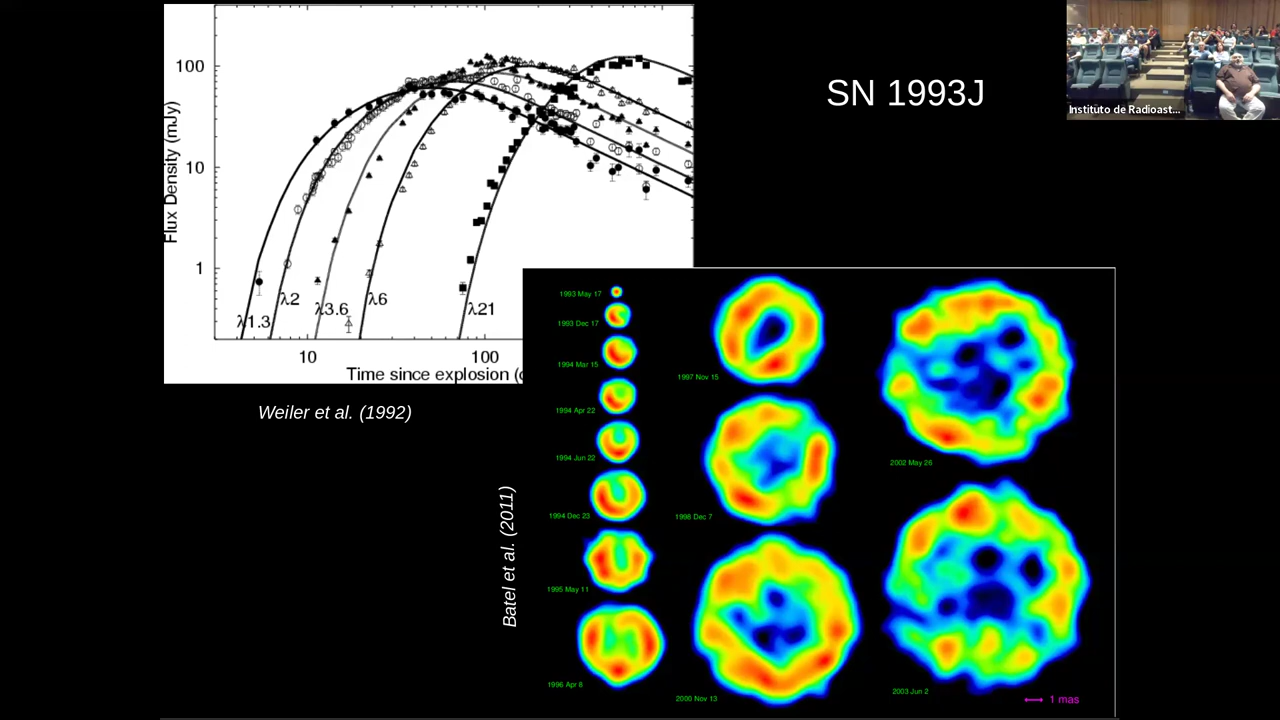 SN 1993J
Instituto de Radioast...
100
10
1
Flux Density (mJy)
λ1.3
λ2
λ3.6
λ6
λ21
10
100
Time since explosion (
Weiler et al. (1992)
Batel et al. (2011)
1993 May 17
1993 Dec 17
1994 Mar 15
1994 Apr 22
1994 Jun 22
1994 Dec 23
1995 May 11
1996 Apr 8
1997 Nov 15
1998 Dec 7
2000 Nov 13
2002 May 26
2003 Jun 2
1 mas